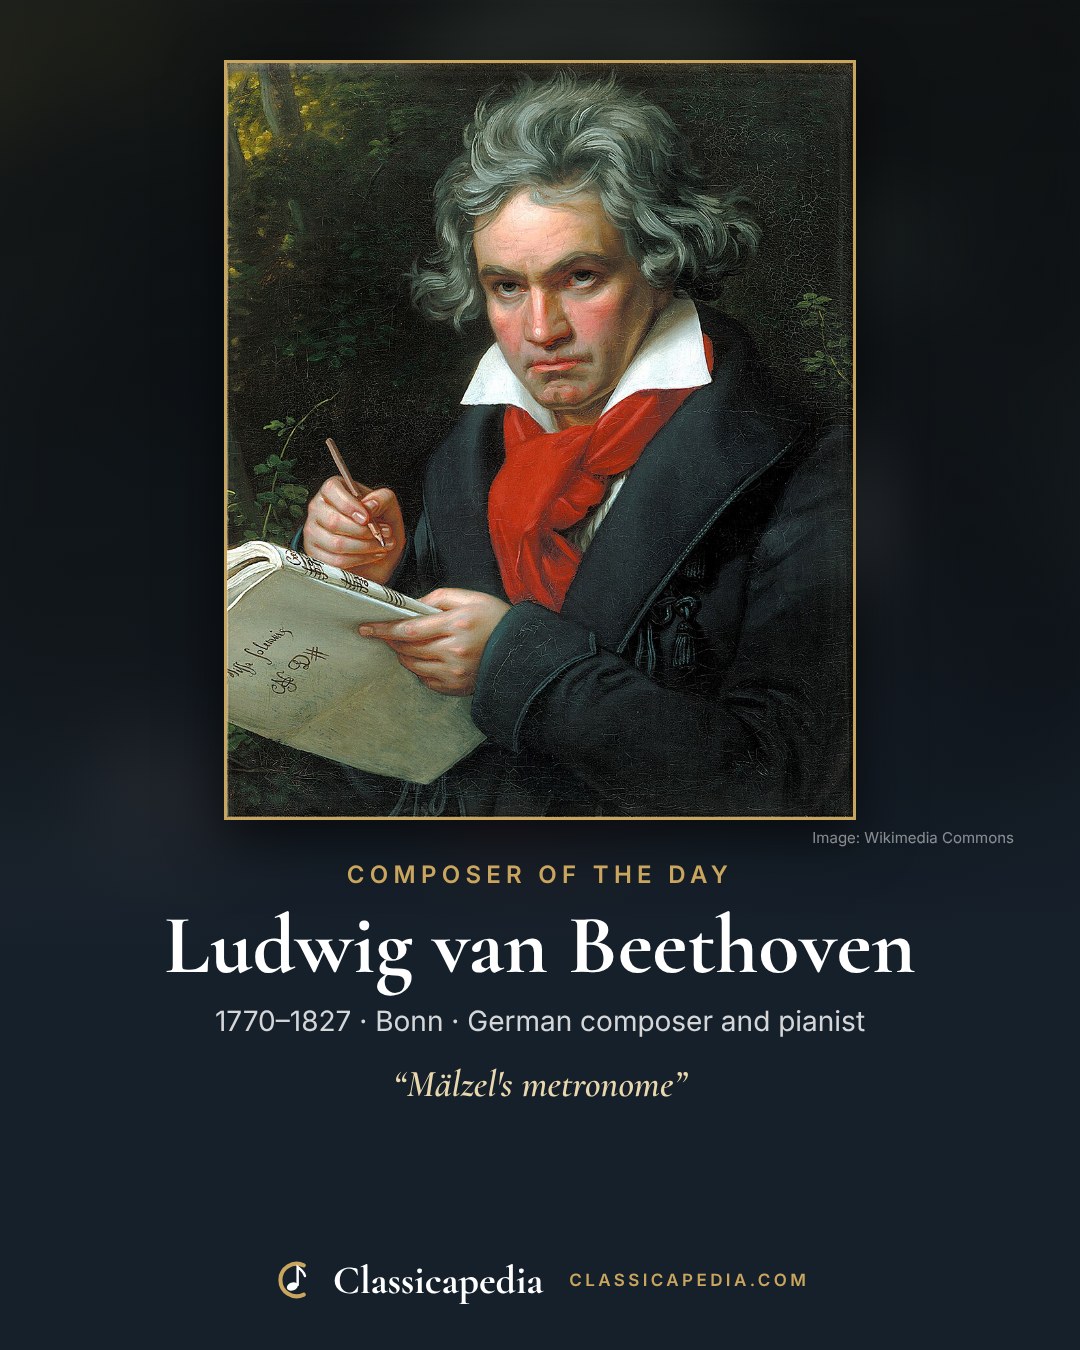 Image: Wikimedia Commons
COMPOSER OF THE DAY
Ludwig van Beethoven
1770–1827 · Bonn · German composer and pianist
“Mälzel's metronome”
Classicapedia CLASSICAPEDIA.COM